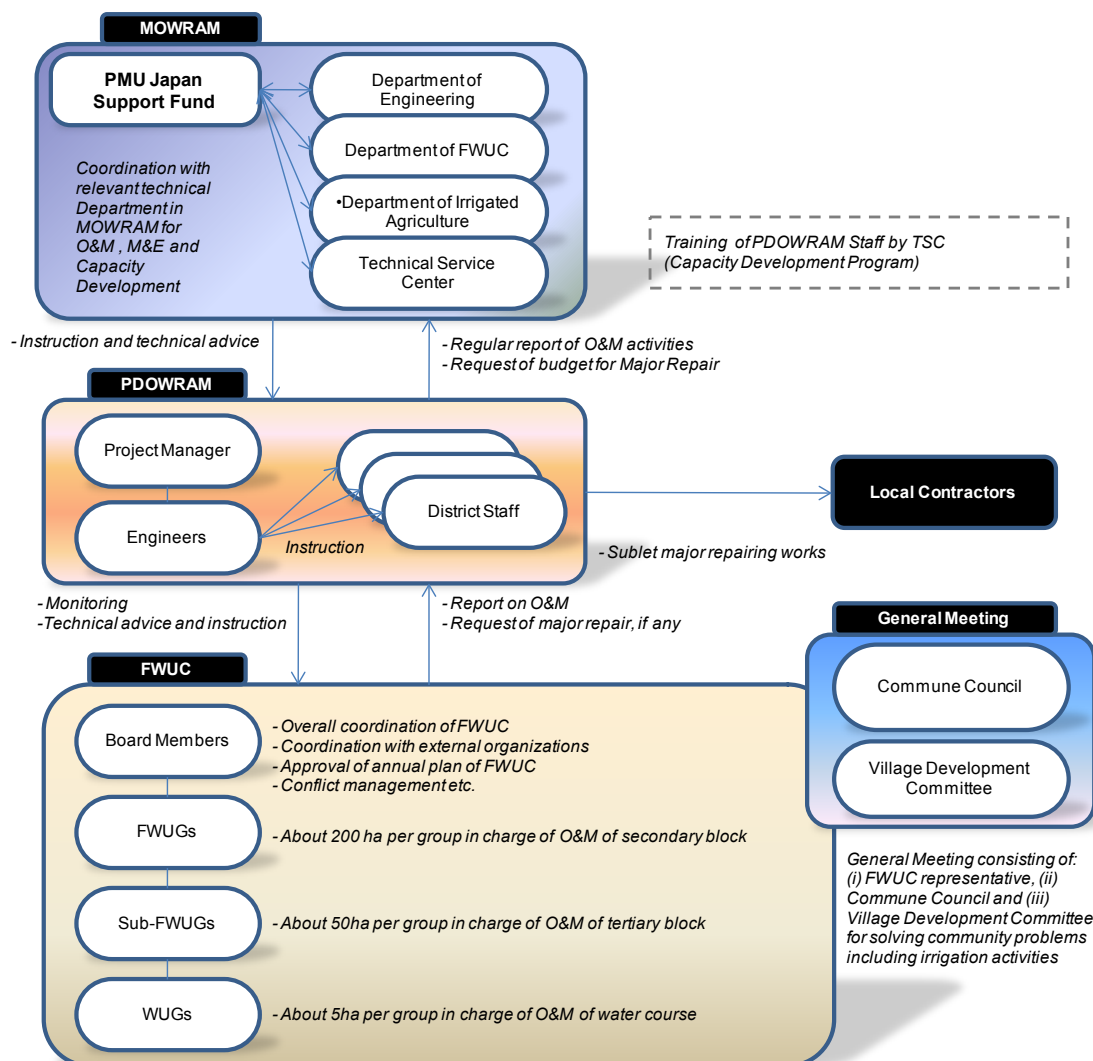 MOWRAM
PMU Japan
Support Fund
Department of
Engineering
Department of FWUC
•Department of Irrigated
Agriculture
Technical Service
Center
Coordination with
relevant technical
Department in
MOWRAM for
O&M , M&E and
Capacity
Development
Training of PDOWRAM Staff by TSC
(Capacity Development Program)
- Instruction and technical advice
- Regular report of O&M activities
- Request of budget for Major Repair
PDOWRAM
Project Manager
Engineers
Instruction
District Staff
Local Contractors
- Sublet major repairing works
- Monitoring
-Technical advice and instruction
- Report on O&M
- Request of major repair, if any
General Meeting
Commune Council
Village Development
Committee
General Meeting consisting of:
(i) FWUC representative, (ii)
Commune Council and (iii)
Village Development Committee
for solving community problems
including irrigation activities
FWUC
Board Members
- Overall coordination of FWUC
- Coordination with external organizations
- Approval of annual plan of FWUC
- Conflict management etc.
FWUGs
- About 200 ha per group in charge of O&M of secondary block
Sub-FWUGs
- About 50ha per group in charge of O&M of tertiary block
WUGs
- About 5ha per group in charge of O&M of water course